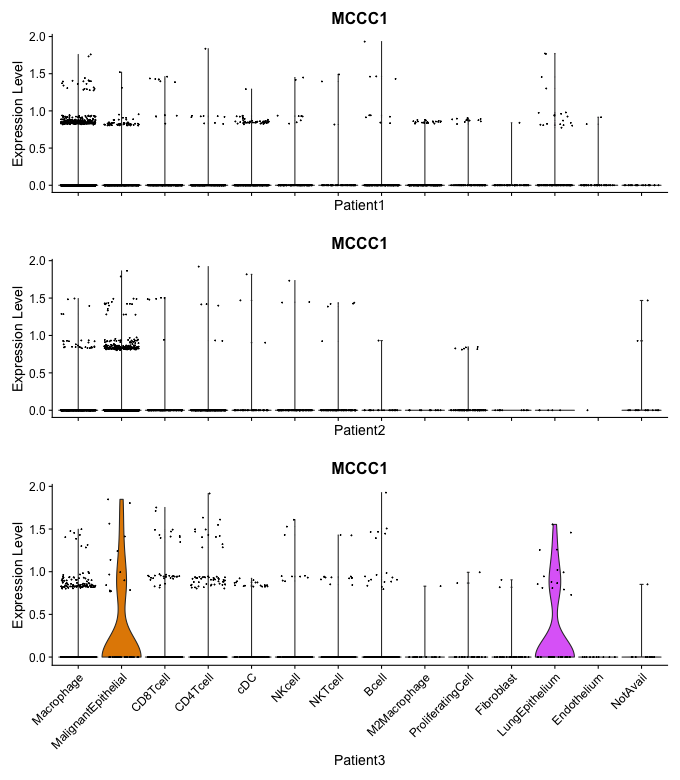 MCCC1
2.0
1.5
1.0
0.5
0.0
Expression Level
Patient1
MCCC1
2.0
1.5
1.0
0.5
0.0
Expression Level
Patient2
MCCC1
2.0
1.5
1.0
0.5
0.0
Expression Level
Macrophage
MalignantEpithelial
CD8Tcell
CD4Tcell
cDC
NKcell
NKTcell
Bcell
M2Macrophage
ProliferatingCell
Fibroblast
LungEpithelium
Endothelium
NotAvail
Patient3